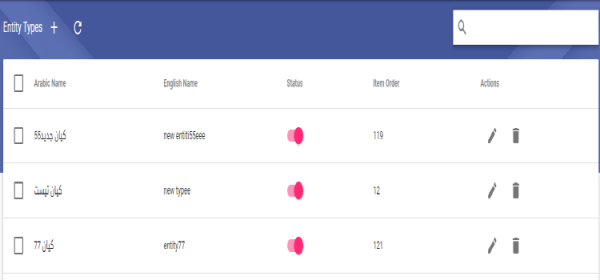 Entity Types
Arabic Name English Name Status Item Order Actions
كيان جديد55 new entiti55eee 119
كيان تيست new typee 12
كيان 77 entity77 121